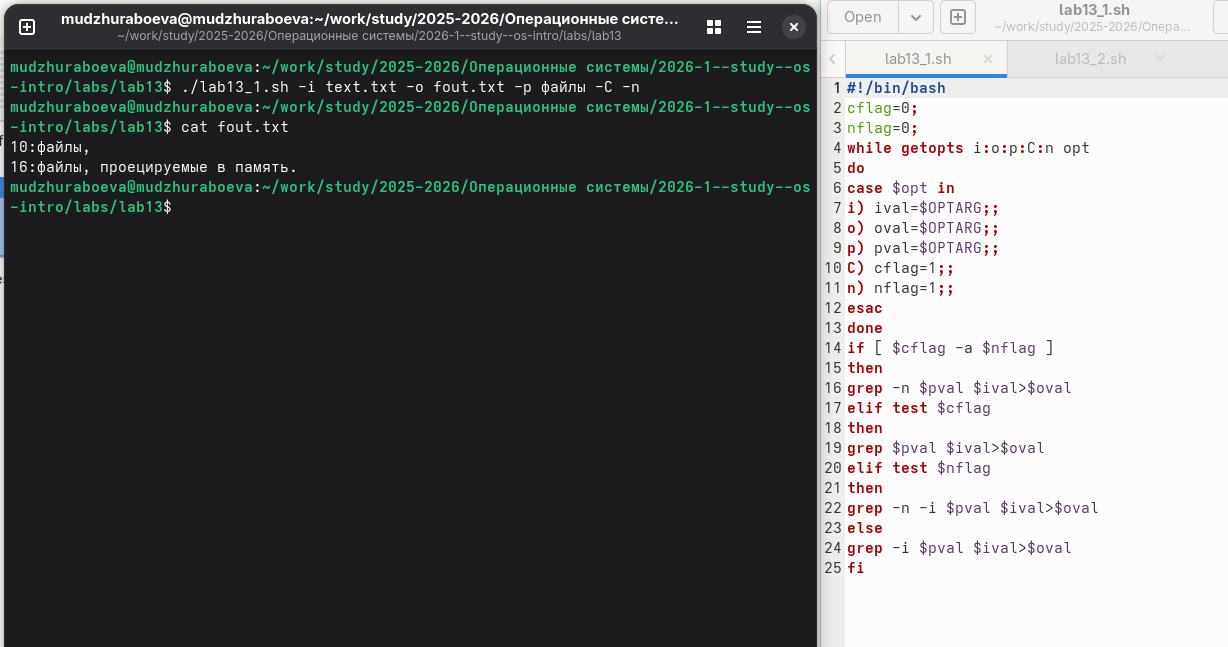 mudzhuraboeva@mudzhuraboeva:~/work/study/2025-2026/Операционные систе...
~/work/study/2025-2026/Операционные системы/2026-1--study--os-intro/labs/lab13
mudzhuraboeva@mudzhuraboeva:~/work/study/2025-2026/Операционные системы/2026-1--study--os
-intro/labs/lab13$ ./lab13_1.sh -i text.txt -o fout.txt -p файлы -C -n
mudzhuraboeva@mudzhuraboeva:~/work/study/2025-2026/Операционные системы/2026-1--study--os
-intro/labs/lab13$ cat fout.txt
10:файлы,
16:файлы, проецируемые в память.
mudzhuraboeva@mudzhuraboeva:~/work/study/2025-2026/Операционные системы/2026-1--study--os
-intro/labs/lab13$
Open
lab13_1.sh
~/work/study/2025-2026/Опера...
lab13_1.sh
lab13_2.sh
1 #!/bin/bash
2 cflag=0;
3 nflag=0;
4 while getopts i:o:p:C:n opt
5 do
6 case $opt in
7 i) ival=$OPTARG;;
8 o) oval=$OPTARG;;
9 p) pval=$OPTARG;;
10 C) cflag=1;;
11 n) nflag=1;;
12 esac
13 done
14 if [ $cflag -a $nflag ]
15 then
16 grep -n $pval $ival>$oval
17 elif test $cflag
18 then
19 grep $pval $ival>$oval
20 elif test $nflag
21 then
22 grep -n -i $pval $ival>$oval
23 else
24 grep -i $pval $ival>$oval
25 fi